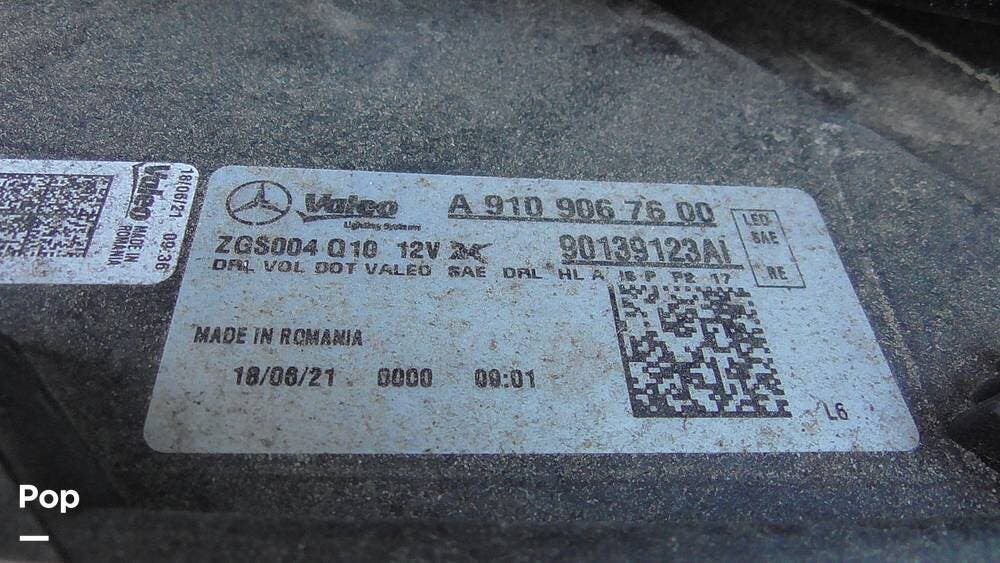 Valeo
18/06/21 09:36
MADE IN
ROMANIA
Valeo
Lighting Systems
A 910 906 76 00
ZGS004 Q10 12V
90139123AI
LED
SAE
RE
DRL VOL DOT VALEO SAE DRL HL A IS P P2 17
MADE IN ROMANIA
18/06/21 0000 09:01
L6
Pop